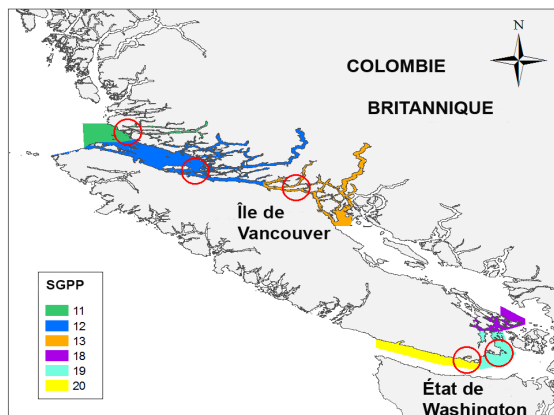 N
COLOMBIE
BRITANNIQUE
Île de
Vancouver
SGPP
11
12
13
18
19
20
État de
Washington